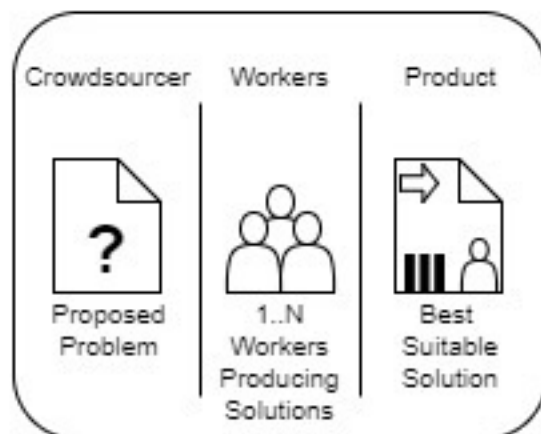 Crowdsourcer
Workers
Product
?
Proposed
Problem
1..N
Workers
Producing
Solutions
Best
Suitable
Solution